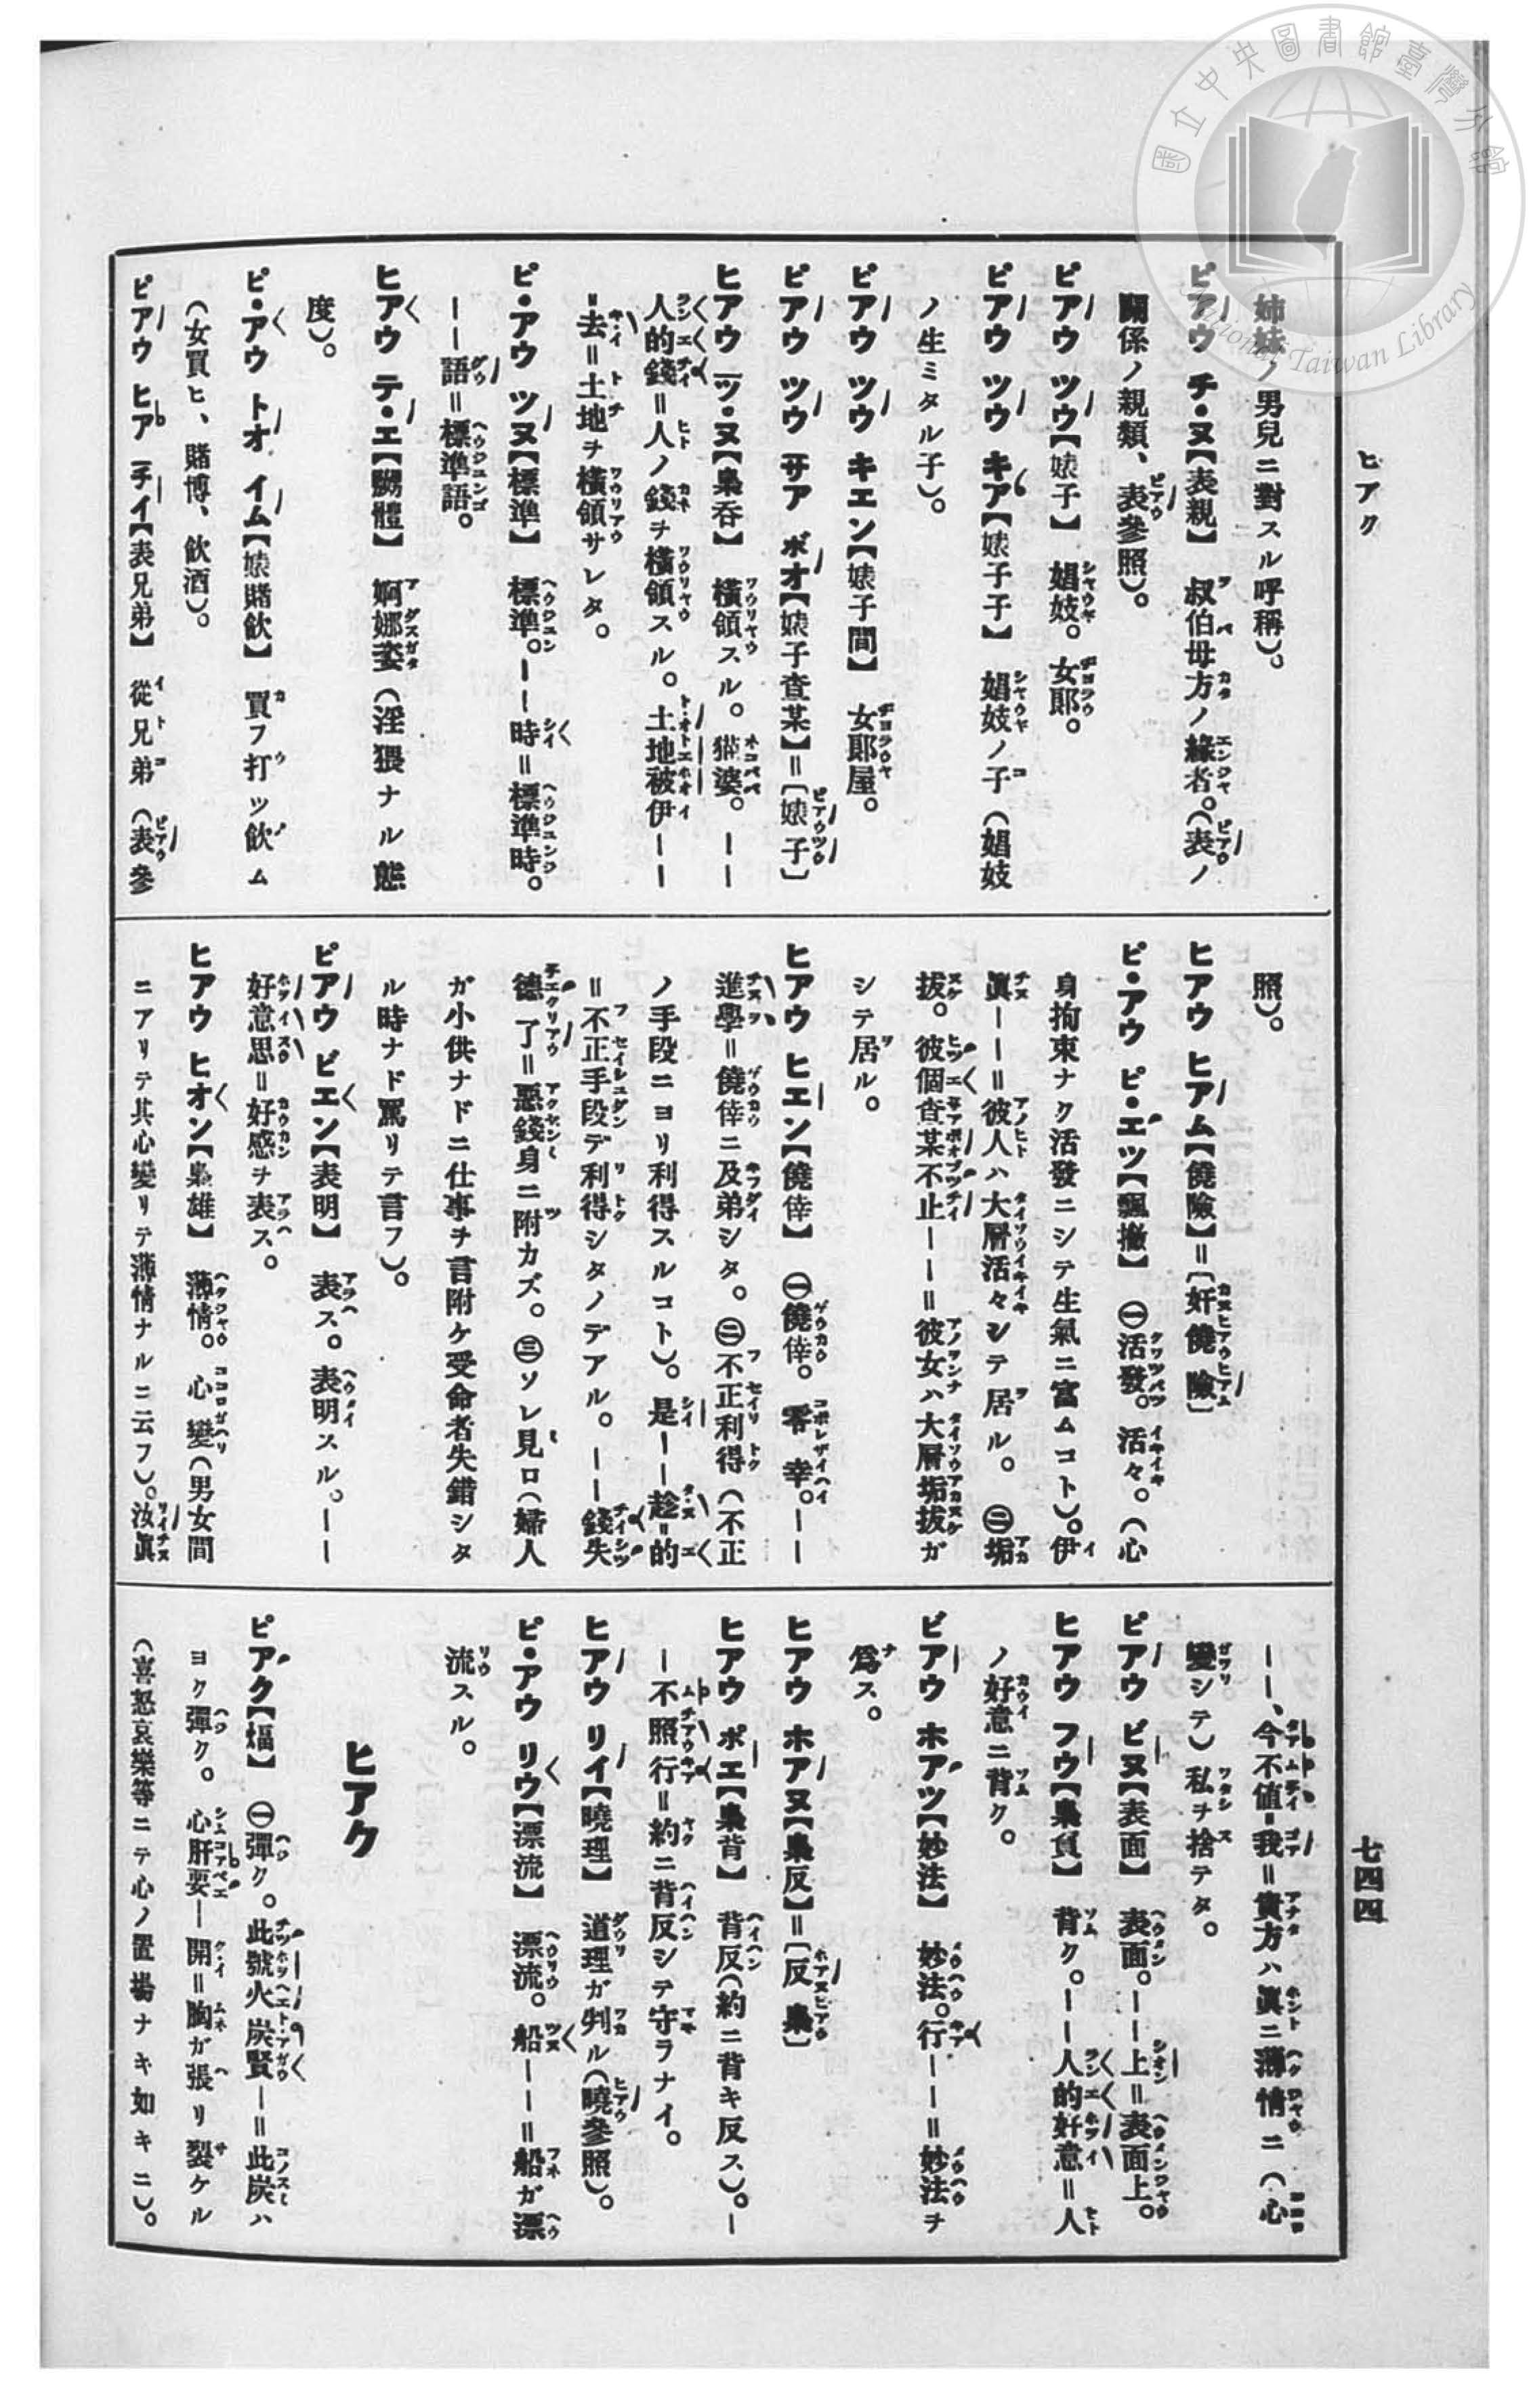 國立中央圖書館臺灣分館
National Taiwan Library
ヒアク
七四四
姉妹ノ男兒ニ對スル呼稱)。
ピアウ チ・ヌ【表親】 叔伯母方ノ緣者。(表ノ
關係ノ親類、表參照)。
ピアウ ツウ【婊子】 娼妓。女郎。
ピアウ ツウ キア【婊子子】 娼妓ノ子(娼妓
ノ生ミタル子)。
ピアウ ツウ キエン【婊子間】 女郎屋。
ピアウ ツウ サア ボオ【婊子査某】=〔婊子〕
ヒアウ ツ・ヌ【梟吞】 橫領スル。猫婆。ーー
人的錢=人ノ錢ヲ橫領スル。土地被伊ーー
-去=土地ヲ橫領サレタ。
ピ・アウ ツヌ【標準】 標準。ーー時=標準時。
ーー語=標準語。
ヒアウ テ・エ【嬲體】 婀娜姿(淫猥ナル態
度)。
ピ・アウ トオ イム【婊賭飮】 買フ打ツ飮ム
(女買ヒ、賭博、飮酒)。
ピアウ ヒア チイ【表兄弟】 從兄弟(表參
照)。
ヒアウ ヒアム【僥險】=〔奸僥險〕
ピ・アウ ピ・エツ【飄撇】 ㊀活發。活々。(心
身拘束ナク活發ニシテ生氣ニ富ムコト)。伊
眞ーー=彼人ハ大層活々シテ居ル。 ㊁垢
拔。彼個査某不止ーー=彼女ハ大層垢拔ガ
シテ居ル。
ヒアウ ヒエン【僥倖】 ㊀僥倖。零幸。ーー
進學=僥倖ニ及弟シタ。㊁不正利得(不正
ノ手段ニヨリ利得スルコト)。是ーー趁-的
=不正手段デ利得シタノデアル。ーー錢失
德了=惡錢身ニ附カズ。㊂ソレ見ロ(婦人
ガ小供ナドニ仕事ヲ言附ケ受命者失錯シタ
ル時ナド罵リテ言フ)。
ピアウ ビエン【表明】 表ス。表明スル。ーー
好意思=好感ヲ表ス。
ヒアウ ヒオン【梟雄】 薄情。心變(男女間
ニアリテ其心變リテ薄情ナルニ云フ)。汝眞
ーー、今不値-我=貴方ハ眞ニ薄情ニ(心
變シテ)私ヲ捨テタ。
ピアウ ビヌ【表面】 表面。ーー上=表面上。
ヒアウ フウ【梟負】 背ク。ーー人的好意=人
ノ好意ニ背ク。
ビアウ ホアツ【妙法】 妙法。行ーー=妙法ヲ
爲ス。
ヒアウ ホアヌ【梟反】=〔反梟〕
ヒアウ ポエ【梟背】 背反(約ニ背キ反ス)。ー
ー不照行=約ニ背反シテ守ラナイ。
ヒアウ リイ【曉理】 道理ガ判ル(曉參照)。
ピ・アウ リウ【漂流】 漂流。船ーー=船ガ漂
流スル。
ヒアク
ピアク【煏】 ㊀彈ク。此號火炭賢ー=此炭ハ
ヨク彈ク。心肝要ー開=胸ガ張リ裂ケル
(喜怒哀樂等ニテ心ノ置場ナキ如キニ)。